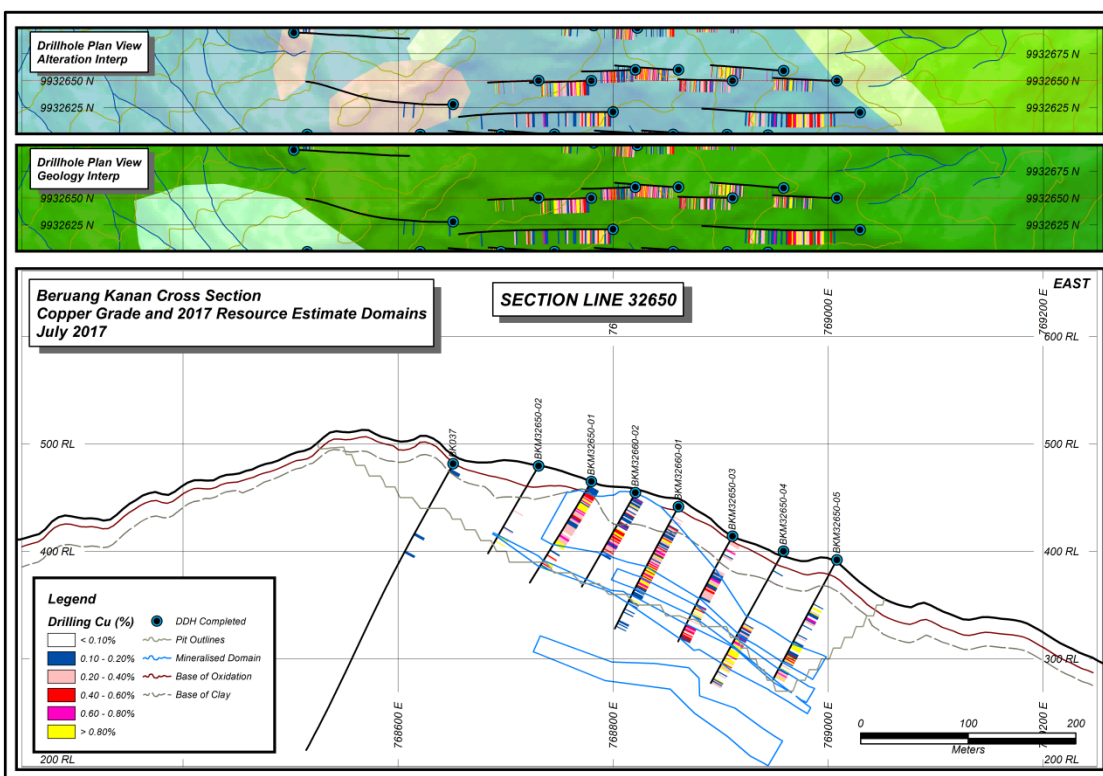 Drillhole Plan View
Alteration Interp
9932675 N
9932675 N
9932650 N
9932650 N
9932625 N
9932625 N
Drillhole Plan View
Geology Interp
9932675 N
9932675 N
9932650 N
9932650 N
9932625 N
9932625 N
Beruang Kanan Cross Section
Copper Grade and 2017 Resource Estimate Domains
July 2017
SECTION LINE 32650
EAST
769000 E
769200 E
600 RL
500 RL
500 RL
400 RL
400 RL
300 RL
200 RL
200 RL
BK037
BKM32650-02
BKM32650-01
BKM32660-02
BKM32660-01
BKM32650-03
BKM32650-04
BKM32650-05
Legend
Drilling Cu (%)
< 0.10%
0.10 - 0.20%
0.20 - 0.40%
0.40 - 0.60%
0.60 - 0.80%
> 0.80%
DDH Completed
Pit Outlines
Mineralised Domain
Base of Oxidation
Base of Clay
768600 E
768800 E
769000 E
769200 E
0
100
200
Meters